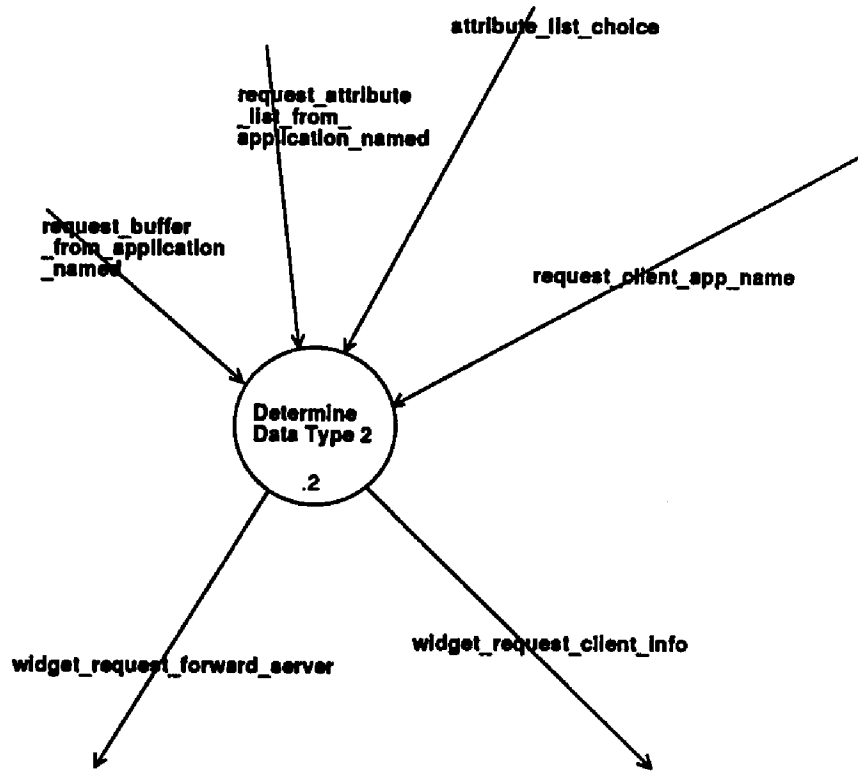 attribute_list_choice
request_attribute
_list_from_
application_named
request_buffer
_from_application
_named
request_client_app_name
Determine
Data Type 2
.2
widget_request_client_info
widget_request_forward_server